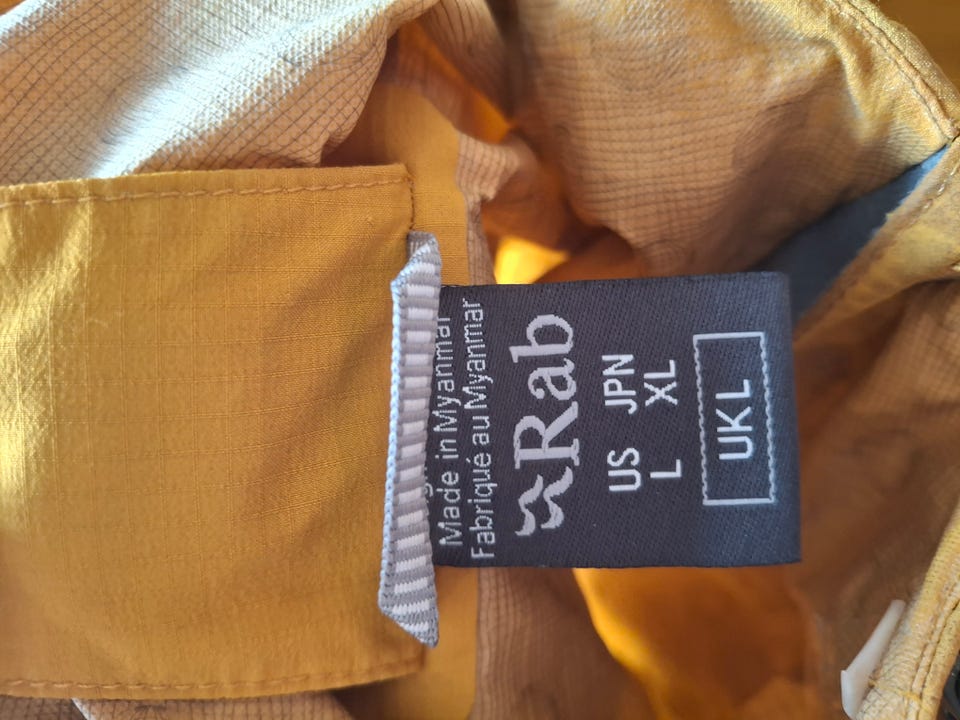 Made in Myanmar
Fabriqué au Myanmar
Rab
US JPN
L XL
UK L